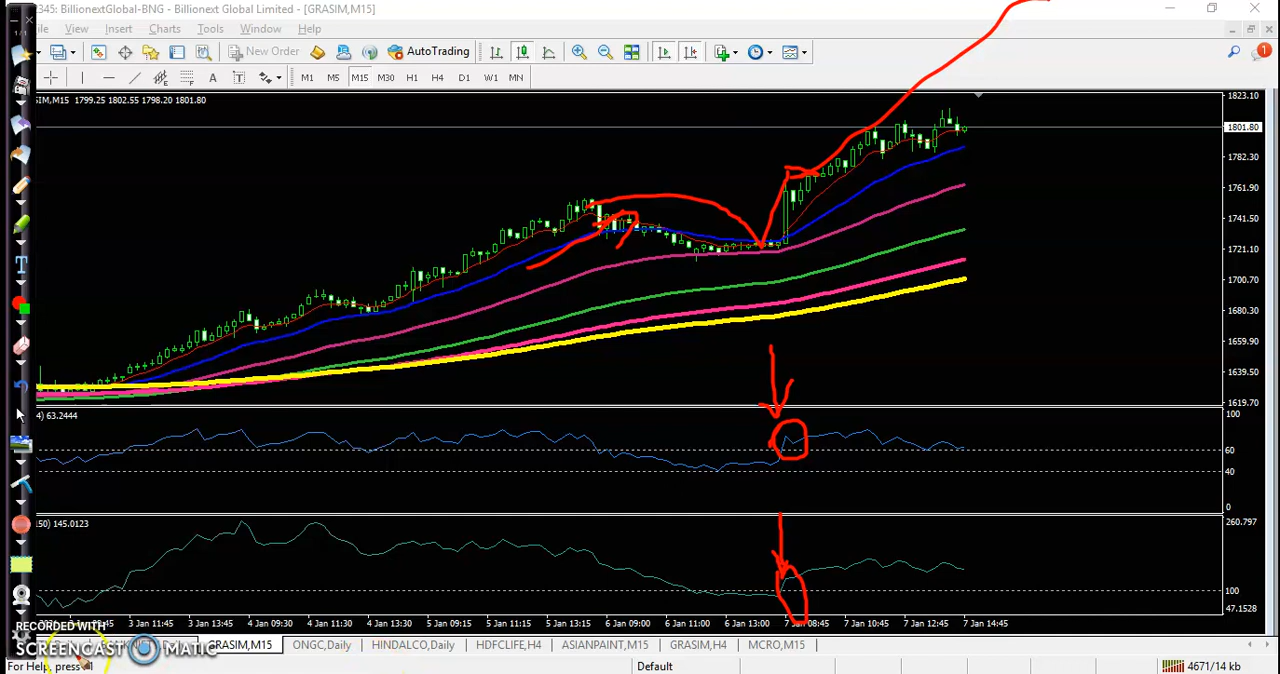 345: BillionextGlobal-BNG - Billionext Global Limited - [GRASIM,M15]
View Insert Charts Tools Window Help
New Order AutoTrading 1
A T M1 M5 M15 M30 H1 H4 D1 W1 MN
SIM,M15 1799.25 1802.55 1798.20 1801.80
1823.10
1801.80
1782.30
1761.90
1741.50
1721.10
1700.70
1680.30
1659.90
1639.50
1619.70
4) 63.2444
100
60
40
0
50) 145.0123
260.797
100
47.1528
3 Jan 11:45 3 Jan 13:45 4 Jan 09:30 4 Jan 11:30 4 Jan 13:30 5 Jan 09:15 5 Jan 11:15 5 Jan 13:15 6 Jan 09:00 6 Jan 11:00 6 Jan 13:00 7 Jan 08:45 7 Jan 10:45 7 Jan 12:45 7 Jan 14:45
RECORDED WITH
SCREENCAST MATIC
GRASIM,M15 ONGC,Daily HINDALCO,Daily HDFCLIFE,H4 ASIANPAINT,M15 GRASIM,H4 MCRO,M15
For Help, press Default 4671/14 kb